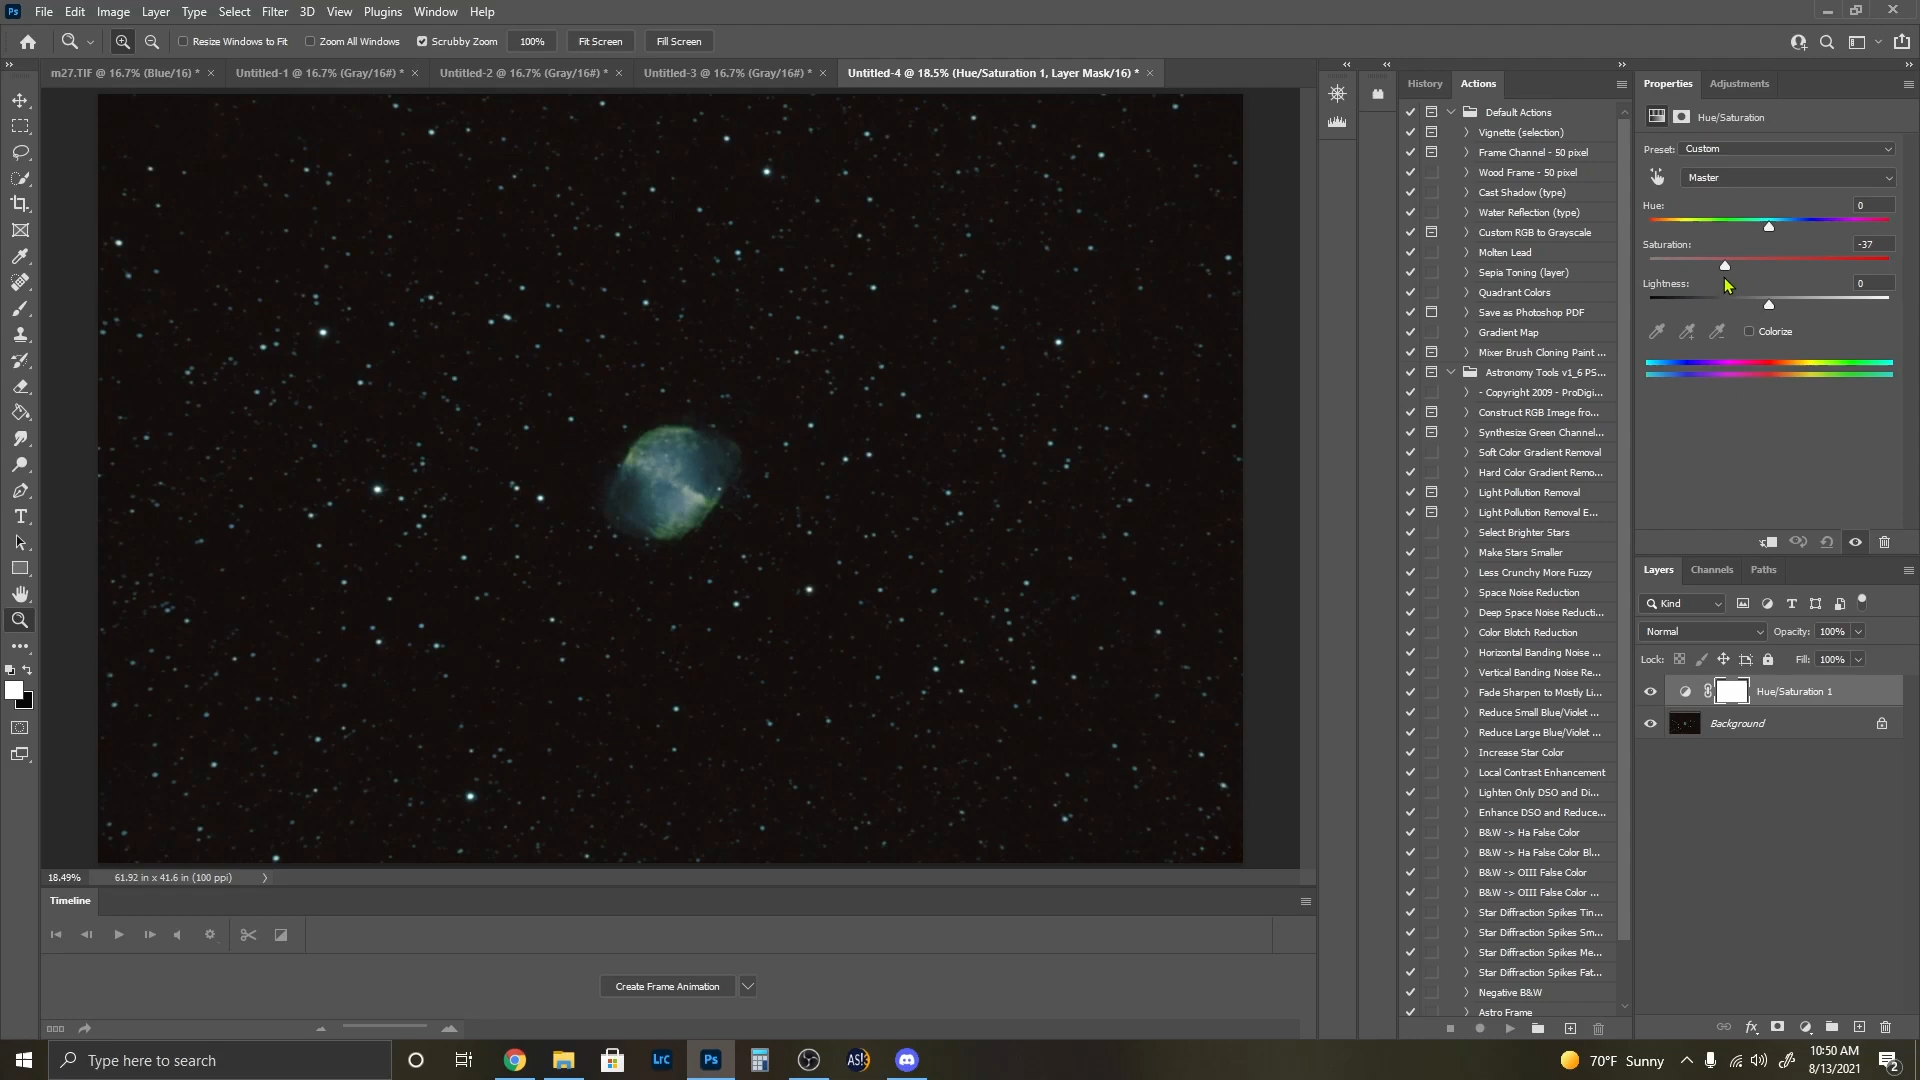 Ps File Edit Image Layer Type Select Filter 3D View Plugins Window Help
Resize Windows to Fit Zoom All Windows Scrubby Zoom 100% Fit Screen Fill Screen
m27.TIF @ 16.7% (Blue/16) * × Untitled-1 @ 16.7% (Gray/16#) * × Untitled-2 @ 16.7% (Gray/16#) * × Untitled-3 @ 16.7% (Gray/16#) * × Untitled-4 @ 18.5% (Hue/Saturation 1, Layer Mask/16) * ×
History Actions
Default Actions
Vignette (selection)
Frame Channel - 50 pixel
Wood Frame - 50 pixel
Cast Shadow (type)
Water Reflection (type)
Custom RGB to Grayscale
Molten Lead
Sepia Toning (layer)
Quadrant Colors
Save as Photoshop PDF
Gradient Map
Mixer Brush Cloning Paint ...
Astronomy Tools v1_6 PS...
- Copyright 2009 - ProDigi...
Construct RGB Image fro...
Synthesize Green Channel...
Soft Color Gradient Removal
Hard Color Gradient Remo...
Light Pollution Removal
Light Pollution Removal E...
Select Brighter Stars
Make Stars Smaller
Less Crunchy More Fuzzy
Space Noise Reduction
Deep Space Noise Reducti...
Color Blotch Reduction
Horizontal Banding Noise ...
Vertical Banding Noise Re...
Fade Sharpen to Mostly Li...
Reduce Small Blue/Violet ...
Reduce Large Blue/Violet ...
Increase Star Color
Local Contrast Enhancement
Lighten Only DSO and Di...
Enhance DSO and Reduce...
B&W -> Ha False Color
B&W -> Ha False Color Bl...
B&W -> OIII False Color
B&W -> OIII False Color ...
Star Diffraction Spikes Tin...
Star Diffraction Spikes Sm...
Star Diffraction Spikes Me...
Star Diffraction Spikes Fat...
Negative B&W
Astro Frame
Properties Adjustments
Hue/Saturation
Preset: Custom
Master
Hue: 0
Saturation: -37
Lightness: 0
Colorize
Layers Channels Paths
Kind
Normal Opacity: 100%
Lock: Fill: 100%
Hue/Saturation 1
Background
18.49% 61.92 in x 41.6 in (100 ppi)
Timeline
Create Frame Animation
Type here to search
Lrc Ps AS!3
70°F Sunny
10:50 AM
8/13/2021
2